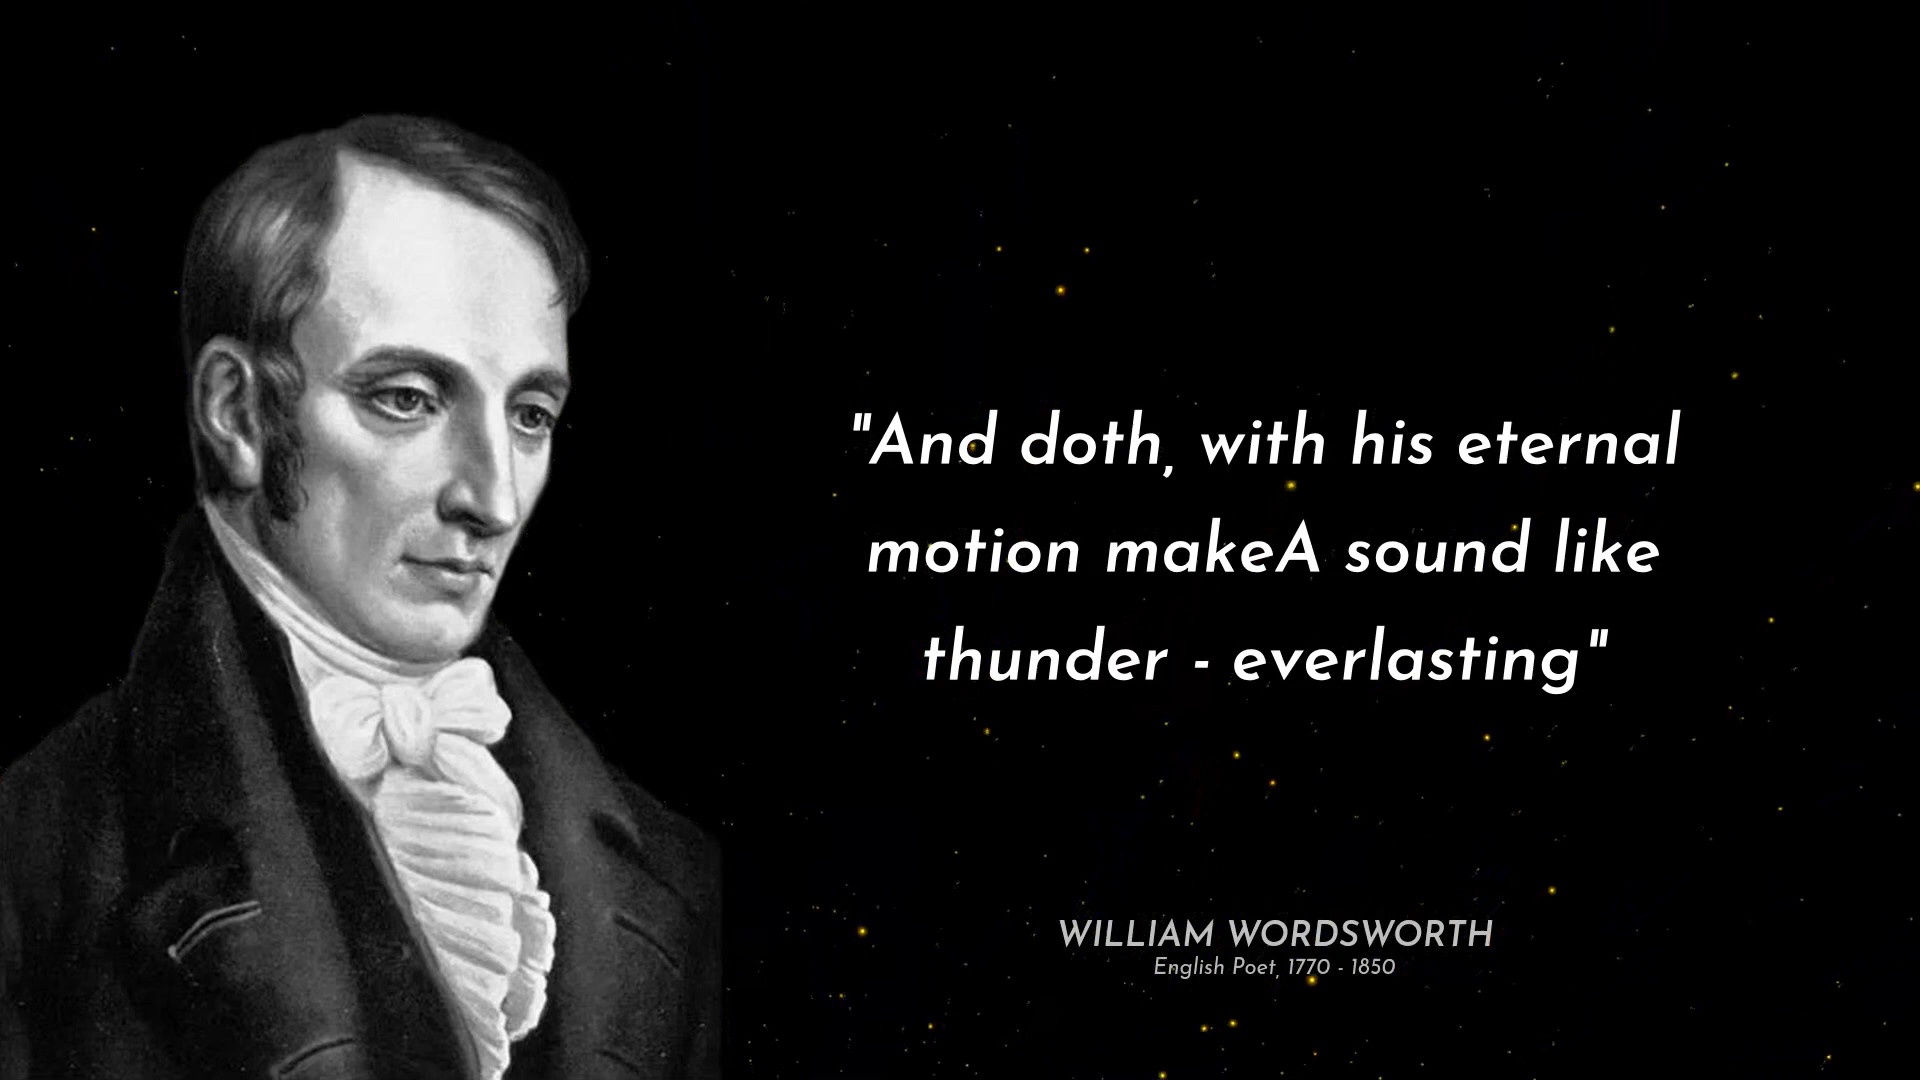 "And doth, with his eternal
motion makeA sound like
thunder - everlasting"
WILLIAM WORDSWORTH
English Poet, 1770 - 1850